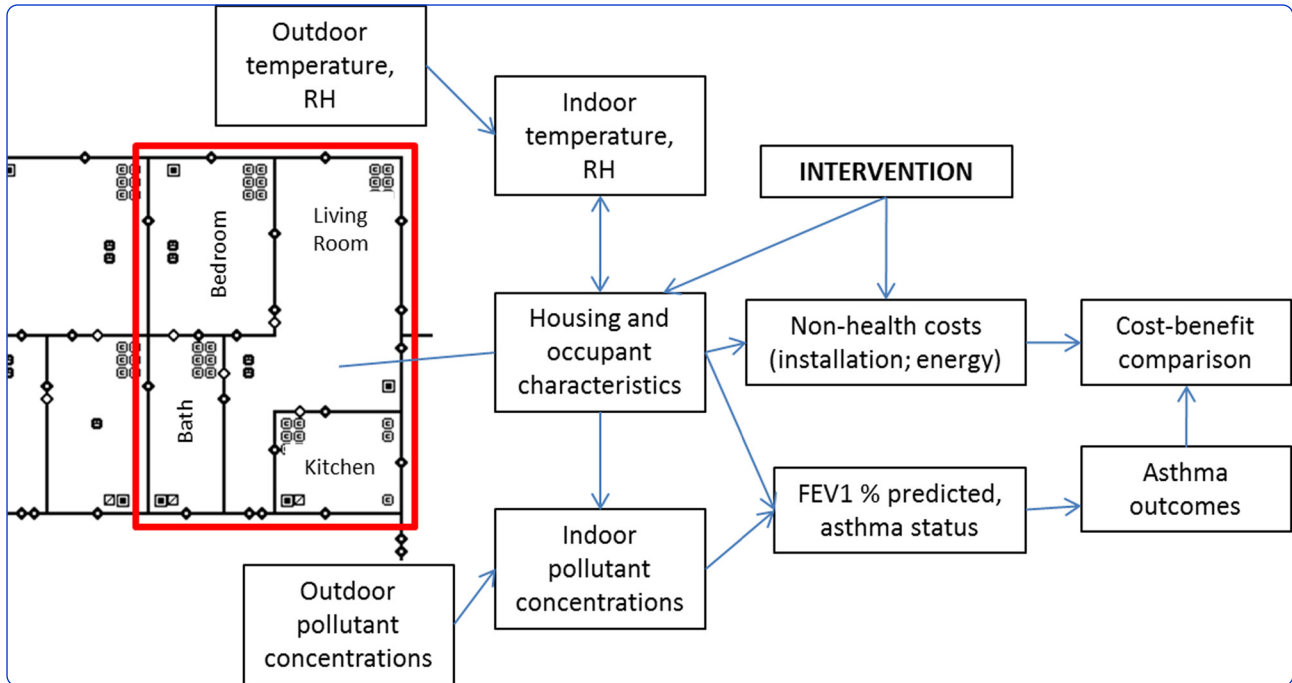 Outdoor
temperature,
RH
Indoor
temperature,
RH
INTERVENTION
Bedroom
Living
Room
Bath
Kitchen
Housing and
occupant
characteristics
Non-health costs
(installation; energy)
Cost-benefit
comparison
FEV1 % predicted,
asthma status
Asthma
outcomes
Indoor
pollutant
concentrations
Outdoor
pollutant
concentrations